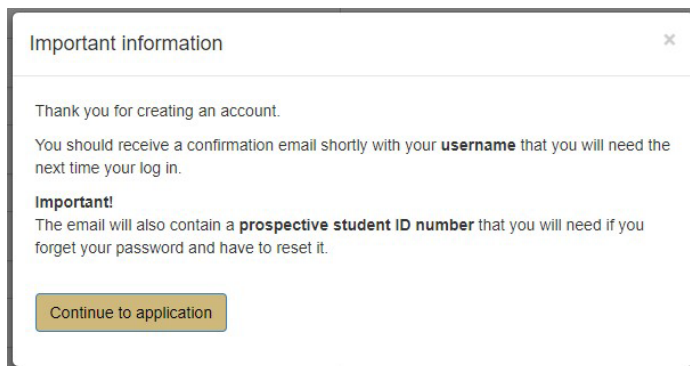 Important information
×
Thank you for creating an account.
You should receive a confirmation email shortly with your username that you will need the
next time your log in.
Important!
The email will also contain a prospective student ID number that you will need if you
forget your password and have to reset it.
Continue to application